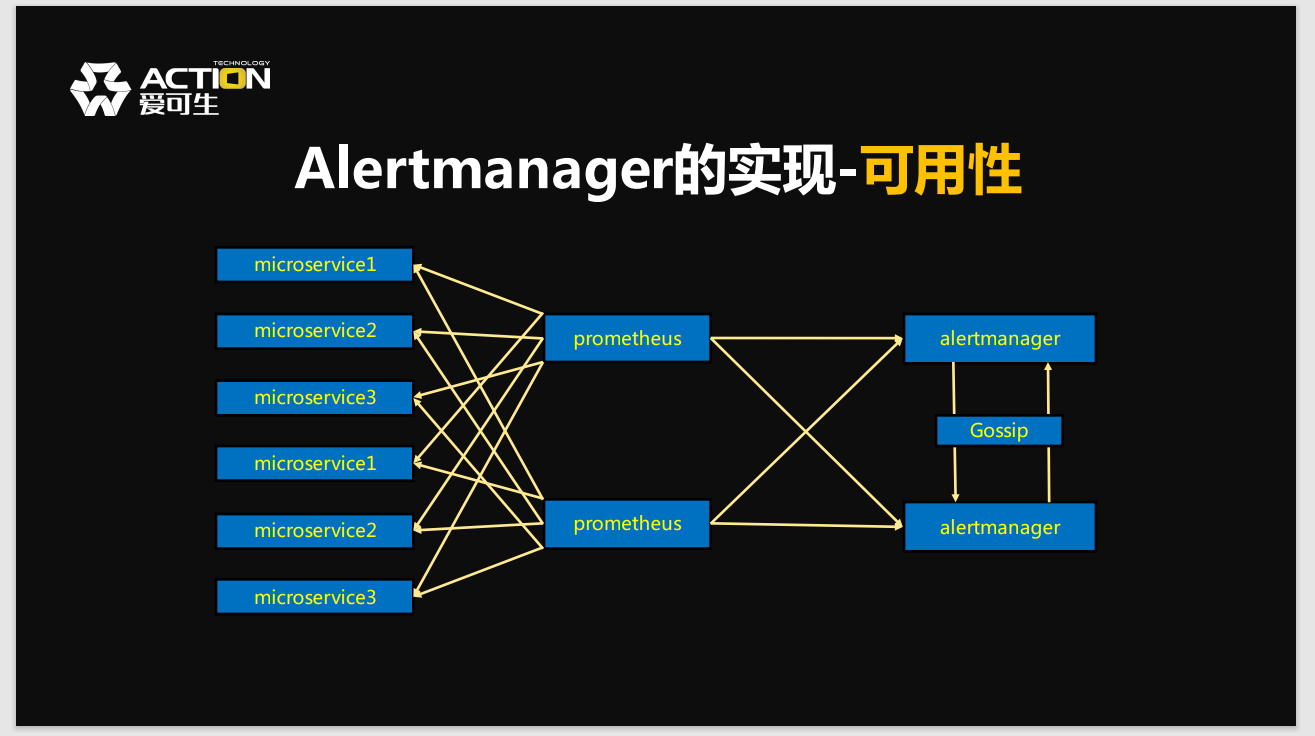 TECHNOLOGY
ACTION
爱可生
Alertmanager的实现-可用性
microservice1
microservice2
microservice3
microservice1
microservice2
microservice3
prometheus
prometheus
alertmanager
Gossip
alertmanager